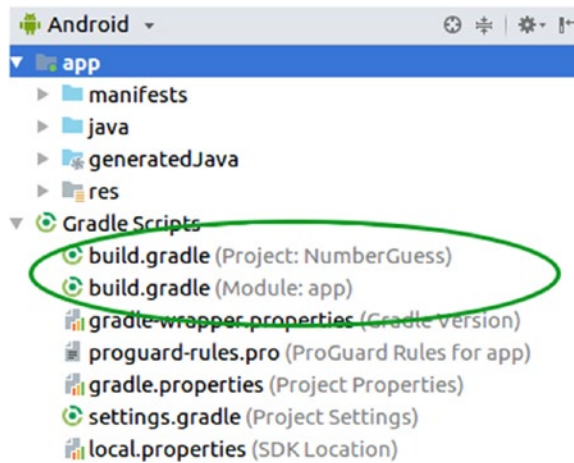 Android
app
manifests
java
generatedJava
res
Gradle Scripts
build.gradle (Project: NumberGuess)
build.gradle (Module: app)
gradle-wrapper.properties (Gradle Version)
proguard-rules.pro (ProGuard Rules for app)
gradle.properties (Project Properties)
settings.gradle (Project Settings)
local.properties (SDK Location)